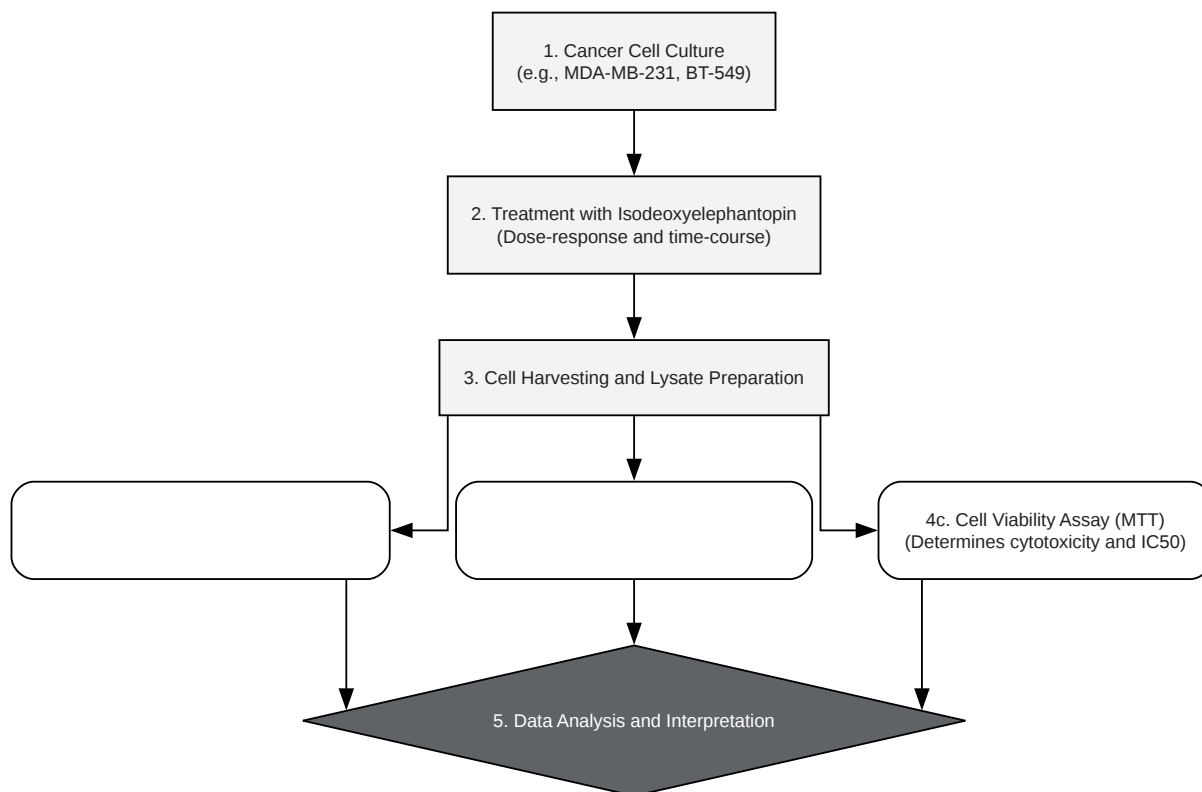 1. Cancer Cell Culture
(e.g., MDA-MB-231, BT-549)
2. Treatment with Isodeoxyelephantopin
(Dose-response and time-course)
3. Cell Harvesting and Lysate Preparation
4c. Cell Viability Assay (MTT)
(Determines cytotoxicity and IC50)
5. Data Analysis and Interpretation